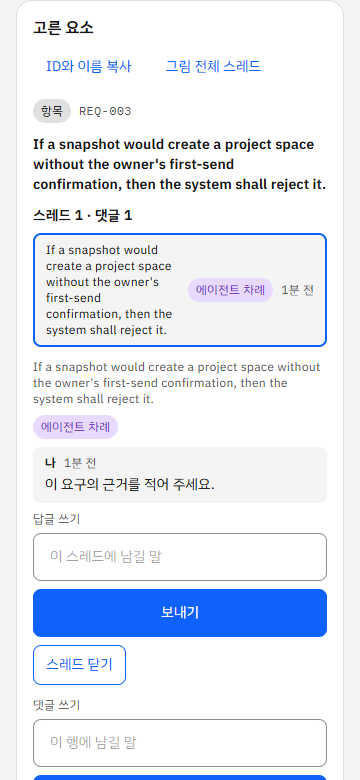 고른 요소
ID와 이름 복사
그림 전체 스레드
항목 REQ-003
If a snapshot would create a project space
without the owner's first-send
confirmation, then the system shall reject it.
스레드 1 · 댓글 1
If a snapshot would
create a project space
without the owner's
first-send
confirmation, then the
system shall reject it.
에이전트 차례 1분 전
If a snapshot would create a project space without
the owner's first-send confirmation, then the
system shall reject it.
에이전트 차례
나 1분 전
이 요구의 근거를 적어 주세요.
답글 쓰기
이 스레드에 남길 말
보내기
스레드 닫기
댓글 쓰기
이 행에 남길 말